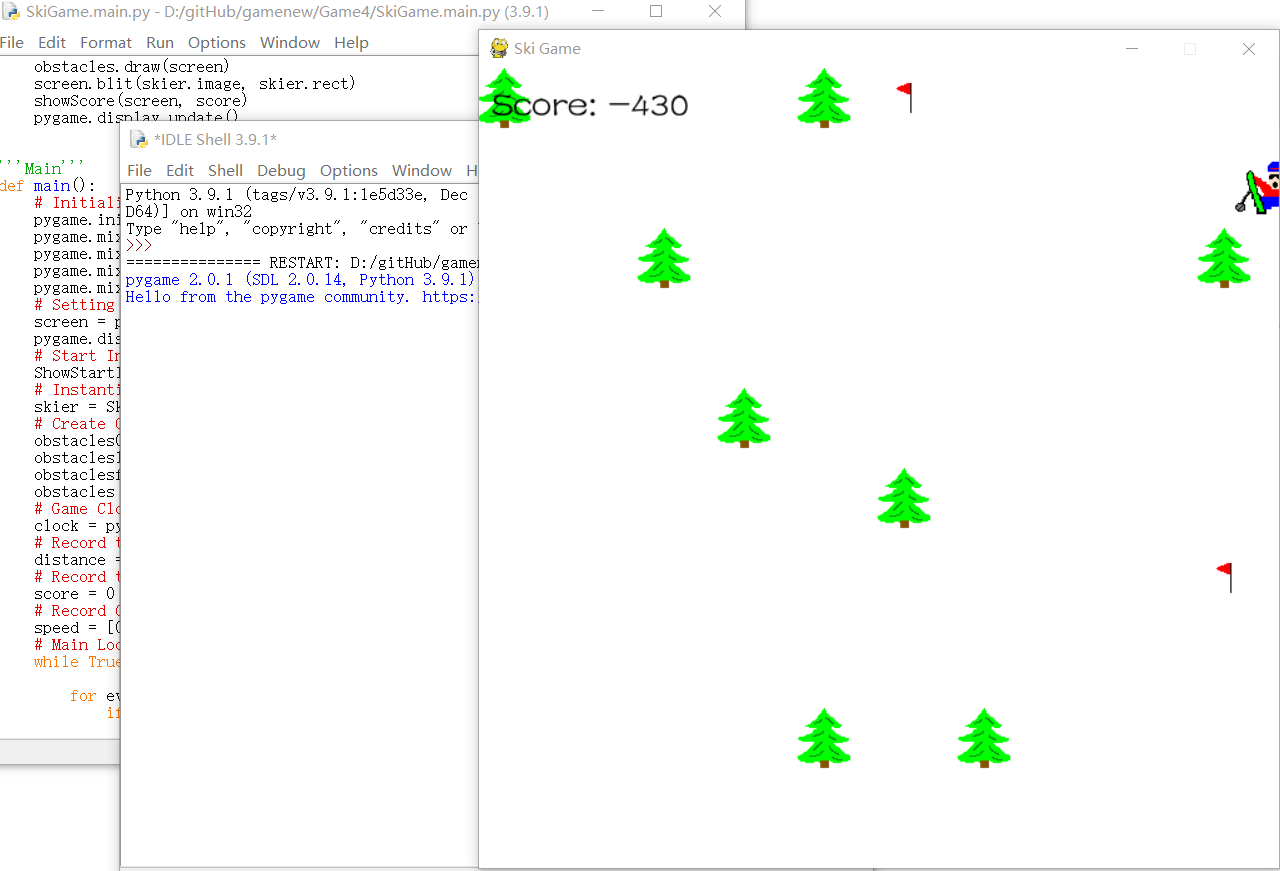 SkiGame.main.py - D:/gitHub/gamenew/Game4/SkiGame.main.py (3.9.1)
File Edit Format Run Options Window Help
obstacles.draw(screen)
screen.blit(skier.image, skier.rect)
showScore(screen, score)
pygame.display.update()
'''Main'''
def main():
# Initiali
pygame.ini
pygame.mix
pygame.mix
pygame.mix
pygame.mix
# Setting
screen = p
pygame.dis
# Start In
ShowStartI
# Instanti
skier = Sk
# Create O
obstacles0
obstacles1
obstaclesf
obstacles
# Game Clo
clock = py
# Record t
distance =
# Record t
score = 0
# Record C
speed = [0
# Main Loo
while True
for ev
if
*IDLE Shell 3.9.1*
File Edit Shell Debug Options Window H
Python 3.9.1 (tags/v3.9.1:1e5d33e, Dec
D64)] on win32
Type "help", "copyright", "credits" or
>>>
=============== RESTART: D:/gitHub/game
pygame 2.0.1 (SDL 2.0.14, Python 3.9.1)
Hello from the pygame community. https:
Ski Game
Score: -430